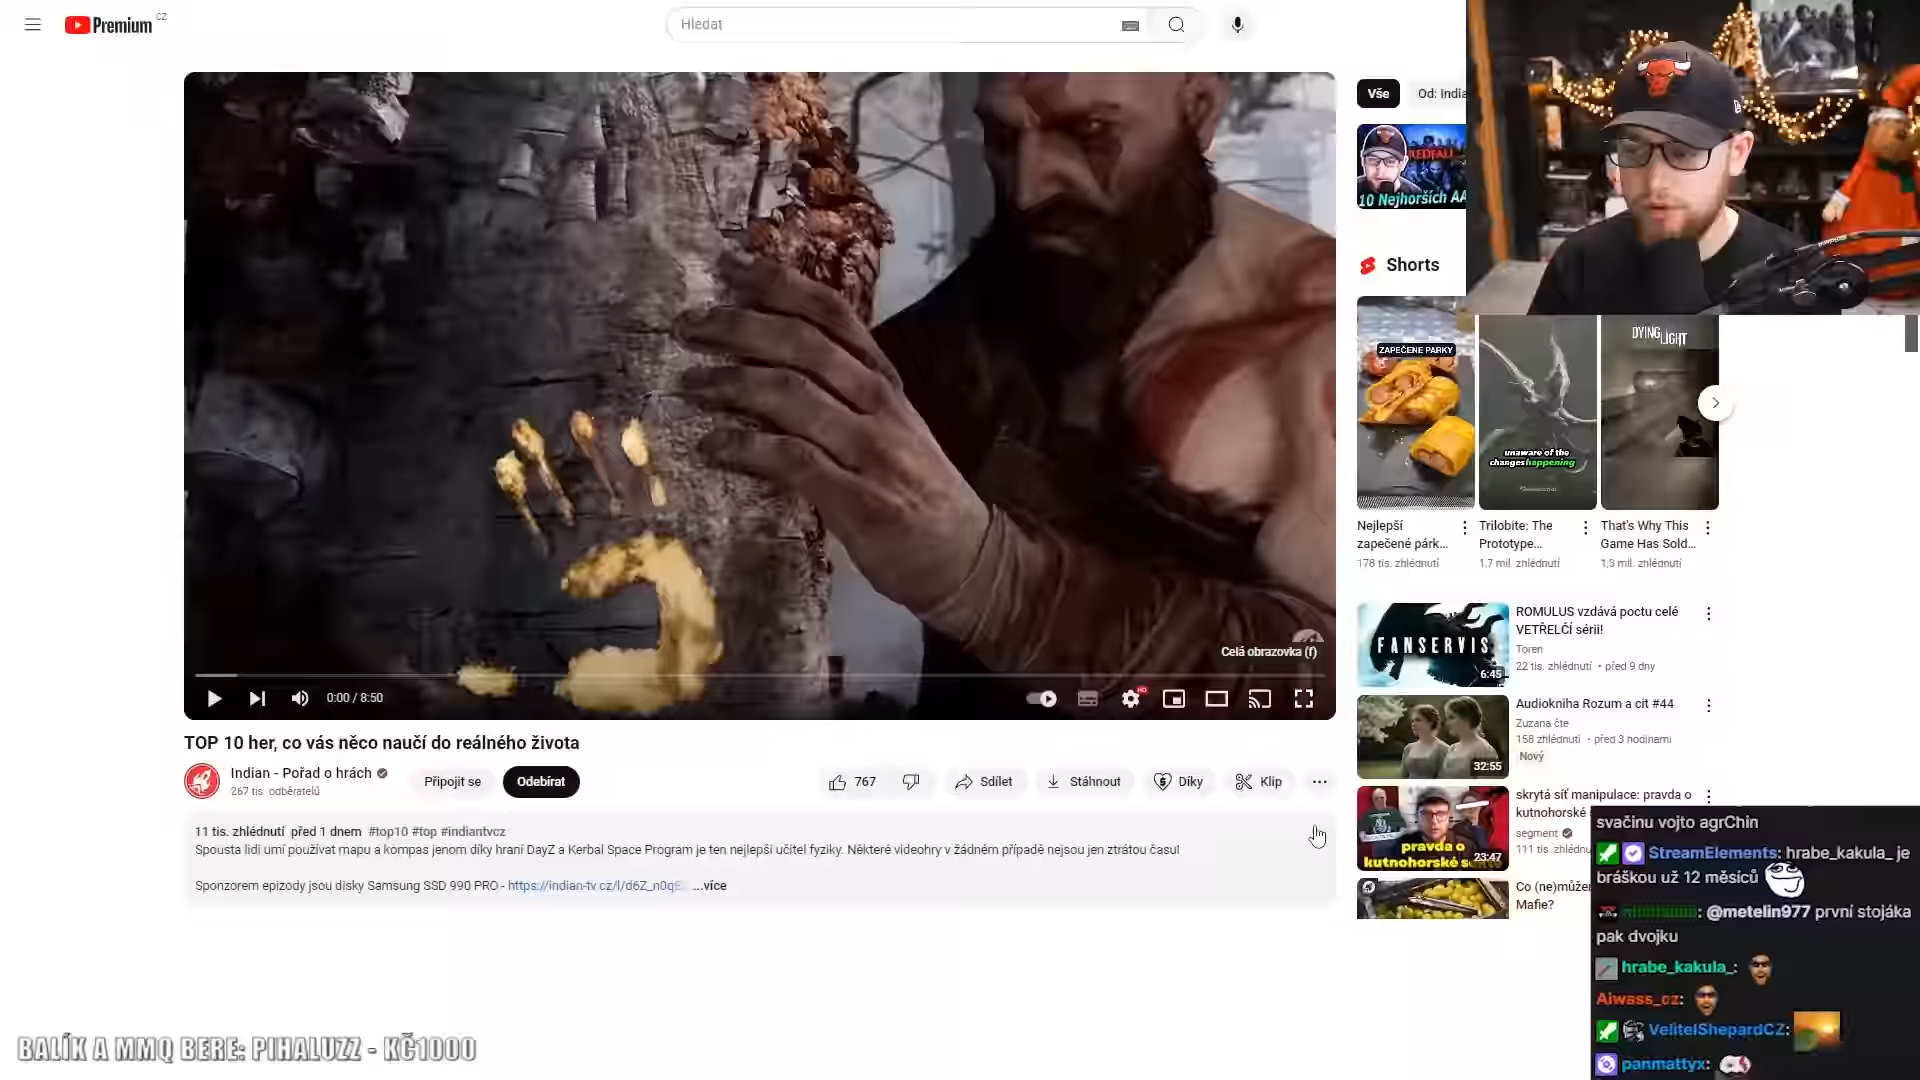 Premium CZ
Hledat
Vše
Od: India
REDFALL
10 Nejhorších AA
Shorts
ZAPEČENÉ PÁRKY
DYING LIGHT
unaware of the
changes happening
Nejlepší
zapečené párk...
178 tis. zhlédnutí
Trilobite: The
Prototype...
1,7 mil. zhlédnutí
That's Why This
Game Has Sold...
1,3 mil. zhlédnutí
Celá obrazovka (f)
0:00 / 8:50
HD
TOP 10 her, co vás něco naučí do reálného života
Indian - Pořad o hrách
267 tis. odběratelů
Připojit se
Odebírat
767
Sdílet
Stáhnout
Díky
Klip
11 tis. zhlédnutí před 1 dnem #top10 #top #indiantvcz
Spousta lidí umí používat mapu a kompas jenom díky hraní DayZ a Kerbal Space Program je ten nejlepší učitel fyziky. Některé videohry v žádném případě nejsou jen ztrátou času!
Sponzorem epizody jsou disky Samsung SSD 990 PRO - https://indian-tv.cz/l/d6Z_n0q ...více
FANSERVIS
6:45
ROMULUS vzdává poctu celé
VETŘELČÍ sérii!
Toren
22 tis. zhlédnutí • před 9 dny
32:55
Audiokniha Rozum a cit #44
Zuzana čte
158 zhlédnutí • před 3 hodinami
Nový
pravda o
kutnohorské s
23:47
skrytá síť manipulace: pravda o
kutnohorské
segment
111 tis. zhlédnu
Co (ne)může
Mafie?
svačinu vojto agrChin
StreamElements: hrabe_kakula_ je
bráškou už 12 měsíců
: @metelin977 první stojáka
pak dvojku
hrabe_kakula_:
Aiwass_cz:
VelitelShepardCZ:
panmattyx:
BALÍK A MMQ BERE: PIHALUZZ - KČ1000